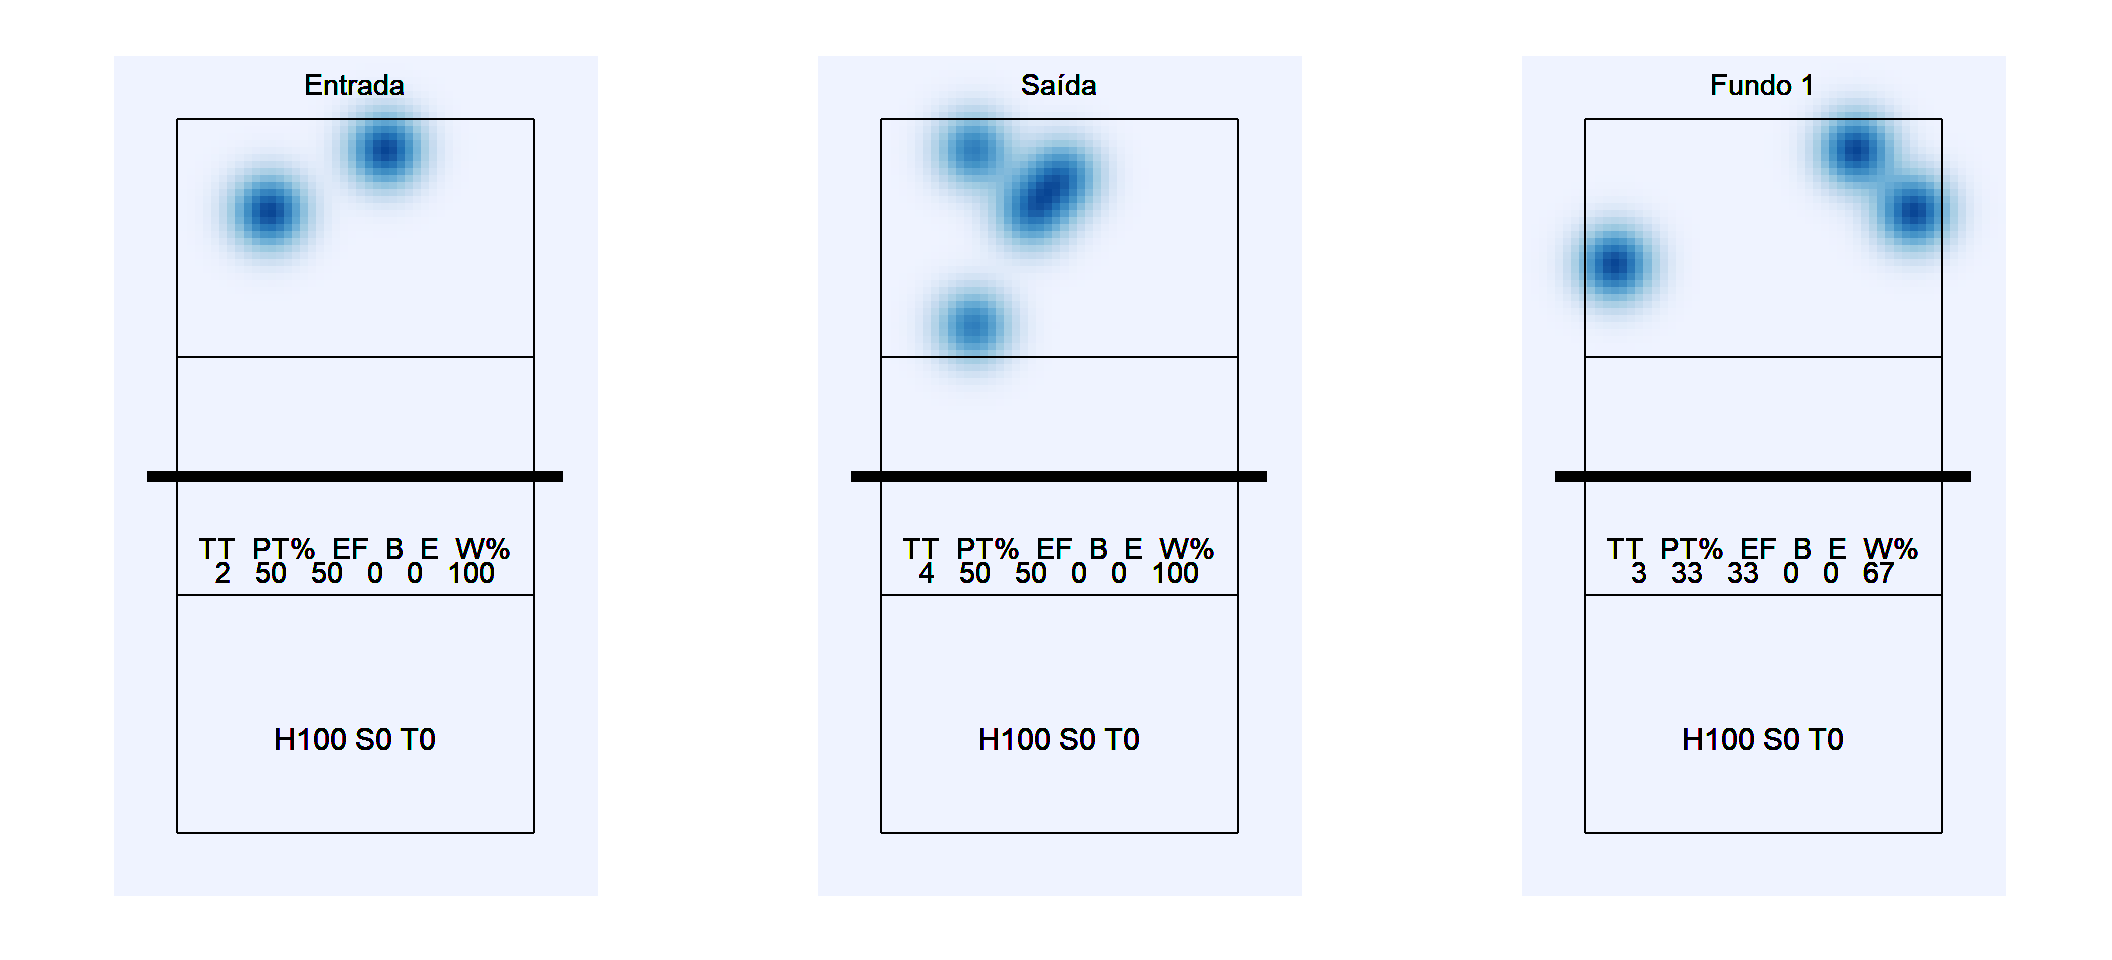 Entrada
TT PT% EF B E W%
2 50 50 0 0 100
H100 S0 T0
Saída
TT PT% EF B E W%
4 50 50 0 0 100
H100 S0 T0
Fundo 1
TT PT% EF B E W%
3 33 33 0 0 67
H100 S0 T0